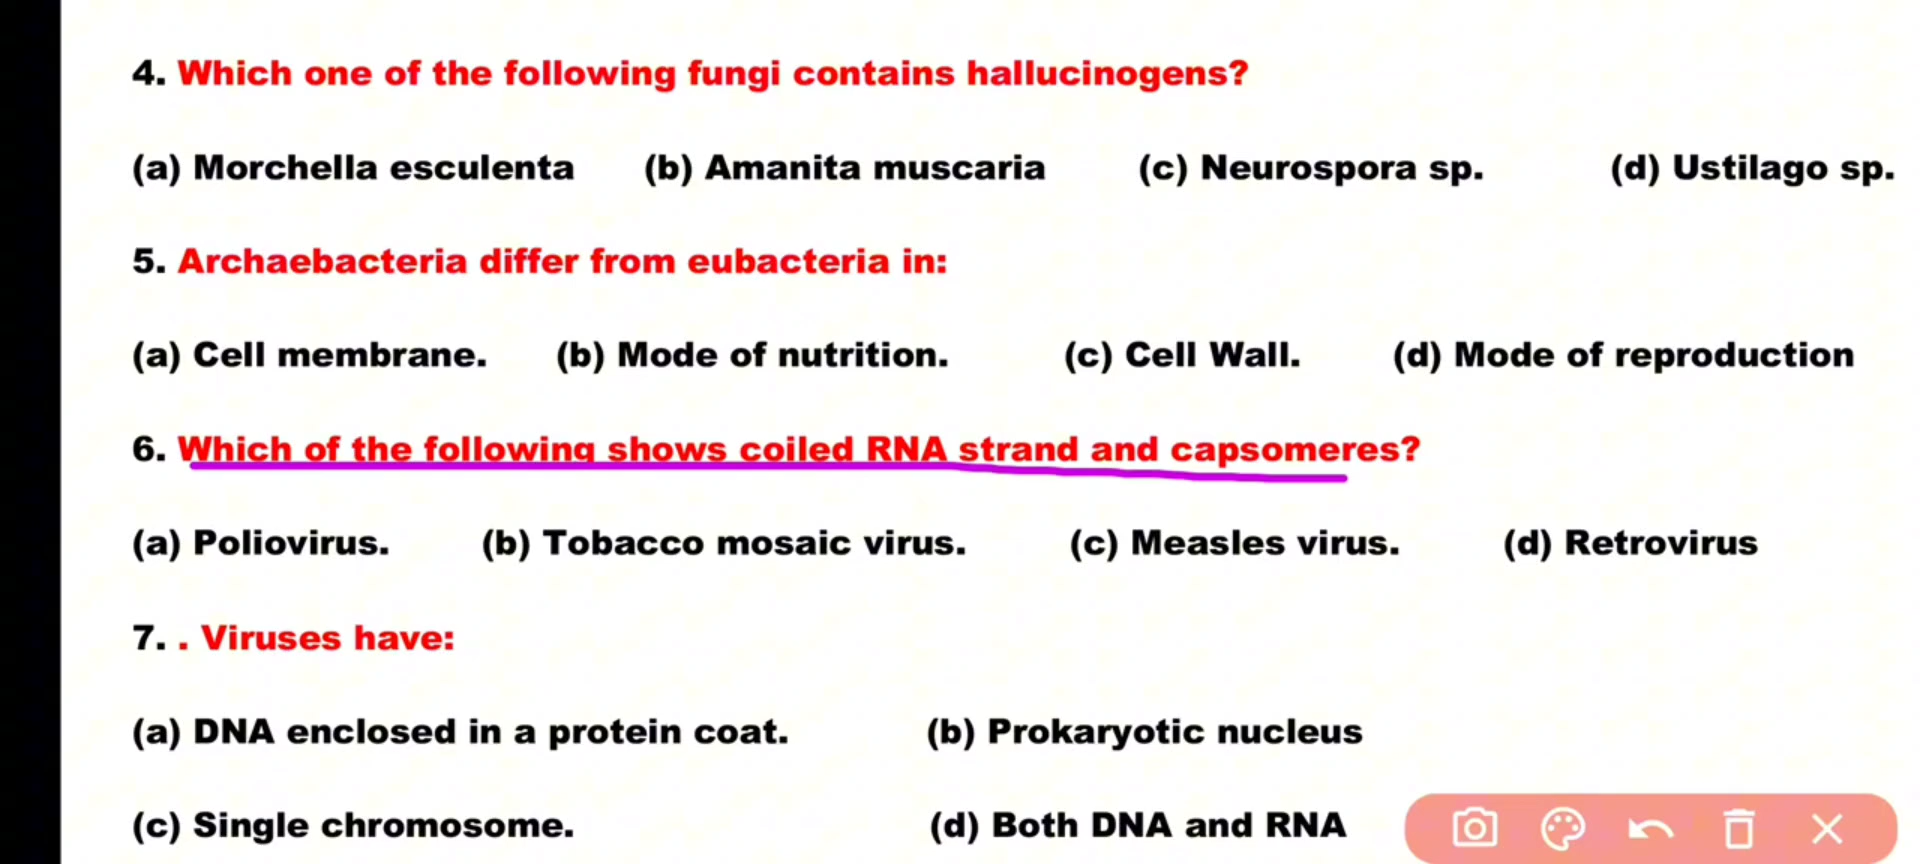 4. Which one of the following fungi contains hallucinogens?
(a) Morchella esculenta (b) Amanita muscaria (c) Neurospora sp. (d) Ustilago sp.
5. Archaebacteria differ from eubacteria in:
(a) Cell membrane. (b) Mode of nutrition. (c) Cell Wall. (d) Mode of reproduction
6. Which of the following shows coiled RNA strand and capsomeres?
(a) Poliovirus. (b) Tobacco mosaic virus. (c) Measles virus. (d) Retrovirus
7. . Viruses have:
(a) DNA enclosed in a protein coat. (b) Prokaryotic nucleus
(c) Single chromosome. (d) Both DNA and RNA